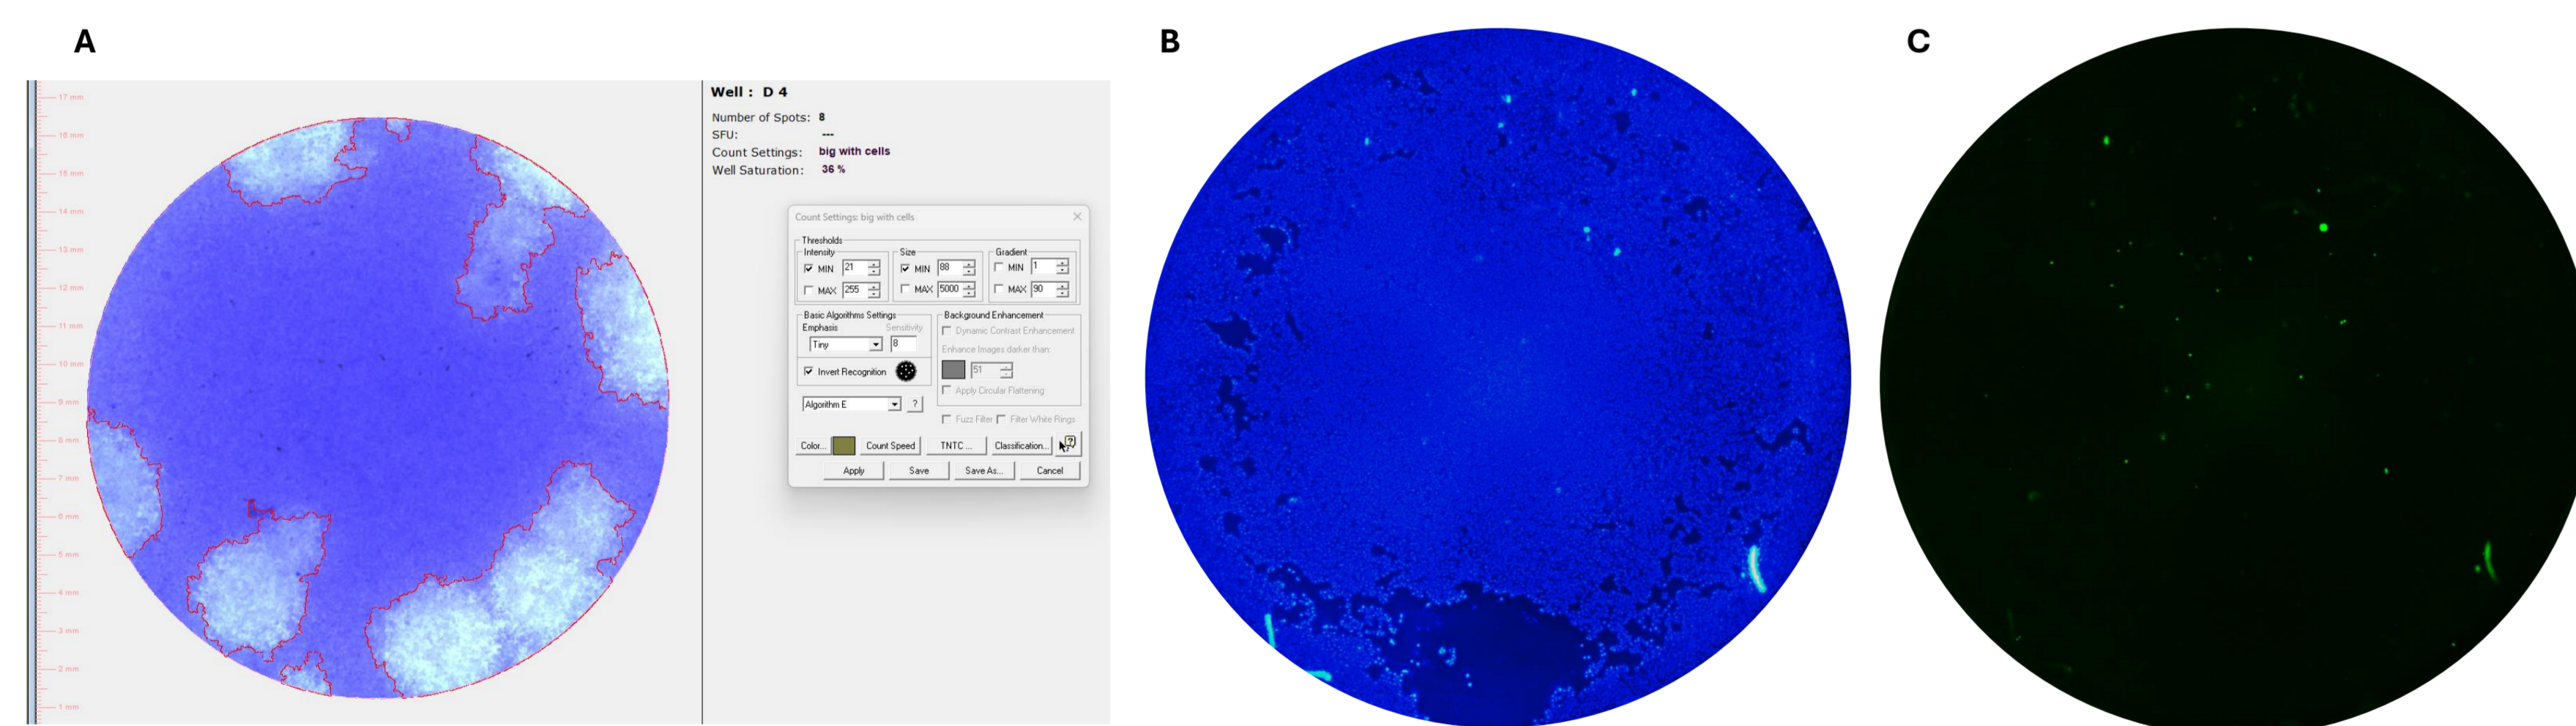 A
B
C
17 mm
16 mm
15 mm
14 mm
13 mm
12 mm
11 mm
10 mm
9 mm
8 mm
7 mm
6 mm
5 mm
4 mm
3 mm
2 mm
1 mm
Well : D 4
Number of Spots: 8
SFU: ---
Count Settings: big with cells
Well Saturation: 36 %
Count Settings: big with cells
Thresholds
Intensity Size Gradient
MIN 21 MIN 88 MIN 1
MAX 255 MAX 5000 MAX 90
Basic Algorithms Settings Background Enhancement
Emphasis Sensitivity Dynamic Contrast Enhancement
Tiny 8 Enhance Images darker than:
Invert Recognition 51
Apply Circular Flattening
Algorithm E ?
Fuzz Filter Filter White Rings
Color... Count Speed TNTC ... Classification... ?
Apply Save Save As... Cancel